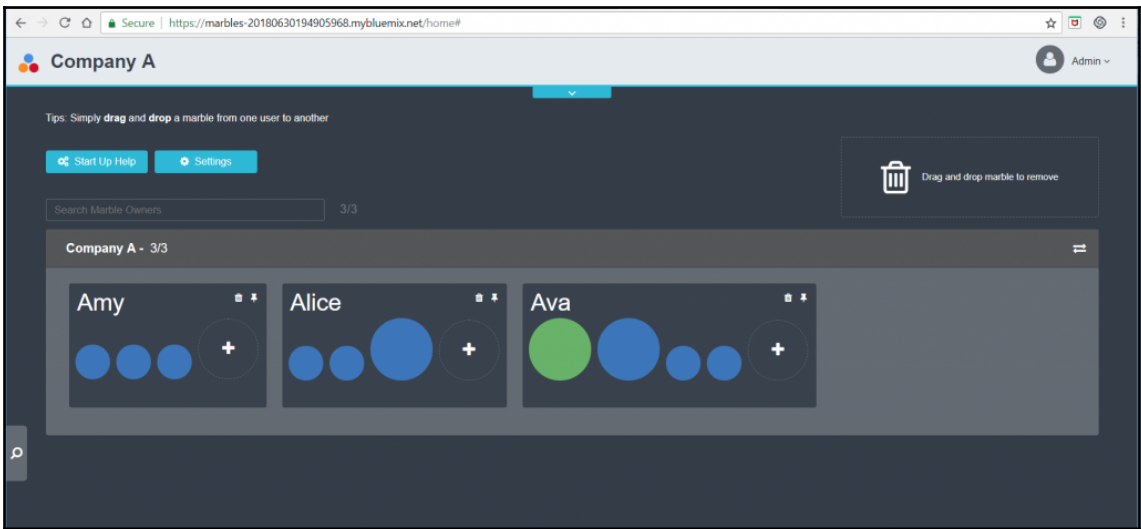 Secure | https://marbles-20180630194905968.mybluemix.net/home#
Company A
Admin
Tips: Simply drag and drop a marble from one user to another
Start Up Help
Settings
Drag and drop marble to remove
Search Marble Owners
3/3
Company A - 3/3
Amy
Alice
Ava